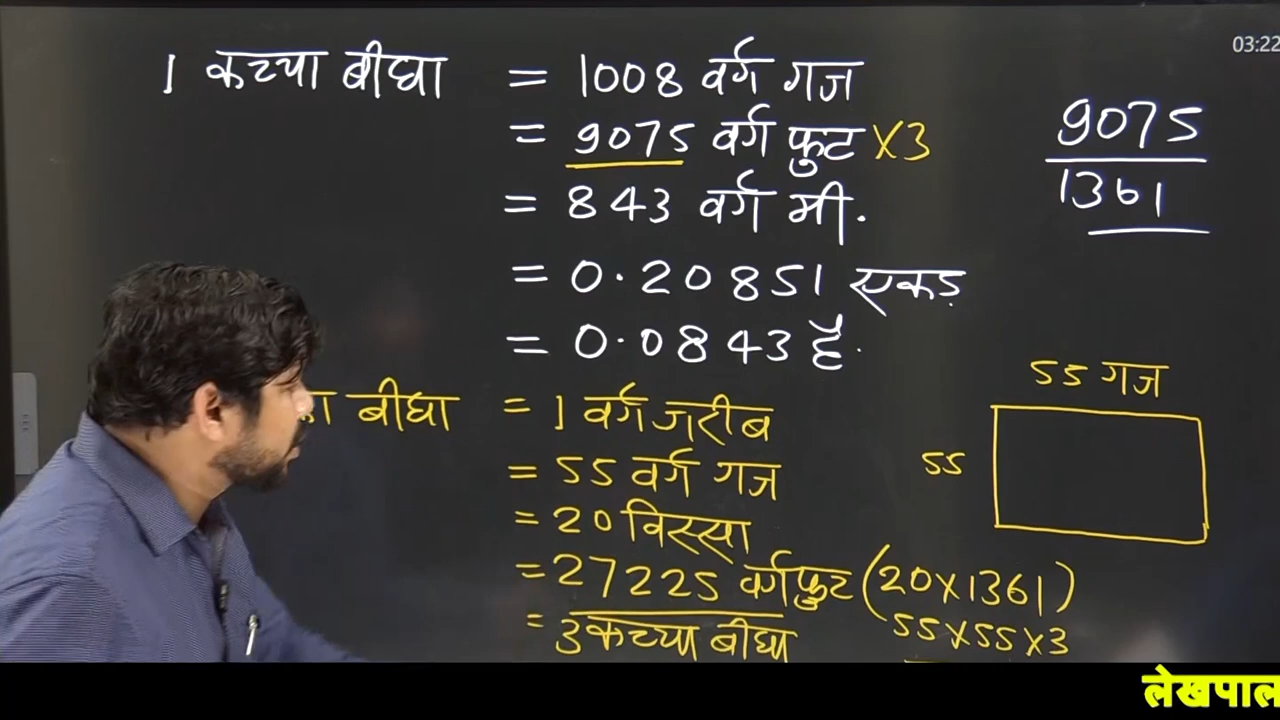 03:22
1 कच्चा बीघा = 1008 वर्ग गज
= 9075 वर्ग फुट X3
= 843 वर्ग मी.
= 0.20851 एकड़
= 0.0843 है.
9075
1361
बीघा = 1 वर्ग जरीब
= 55 वर्ग गज
= 20 विस्सा
= 27225 वर्गफुट (20X1361)
= 3 कच्चा बीघा 55X55X3
55 गज
55
लेखपाल